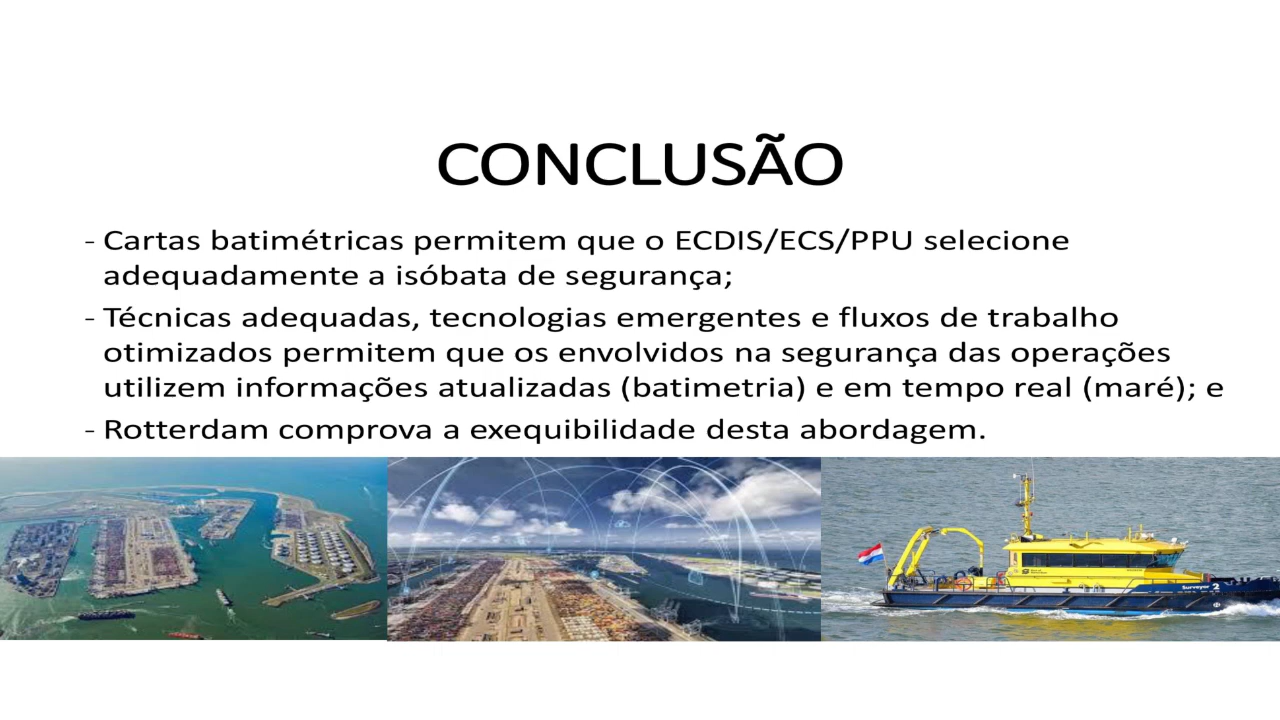 CONCLUSÃO
- Cartas batimétricas permitem que o ECDIS/ECS/PPU selecione
adequadamente a isóbata de segurança;
- Técnicas adequadas, tecnologias emergentes e fluxos de trabalho
otimizados permitem que os envolvidos na segurança das operações
utilizem informações atualizadas (batimetria) e em tempo real (maré); e
- Rotterdam comprova a exequibilidade desta abordagem.
Surveyor 2